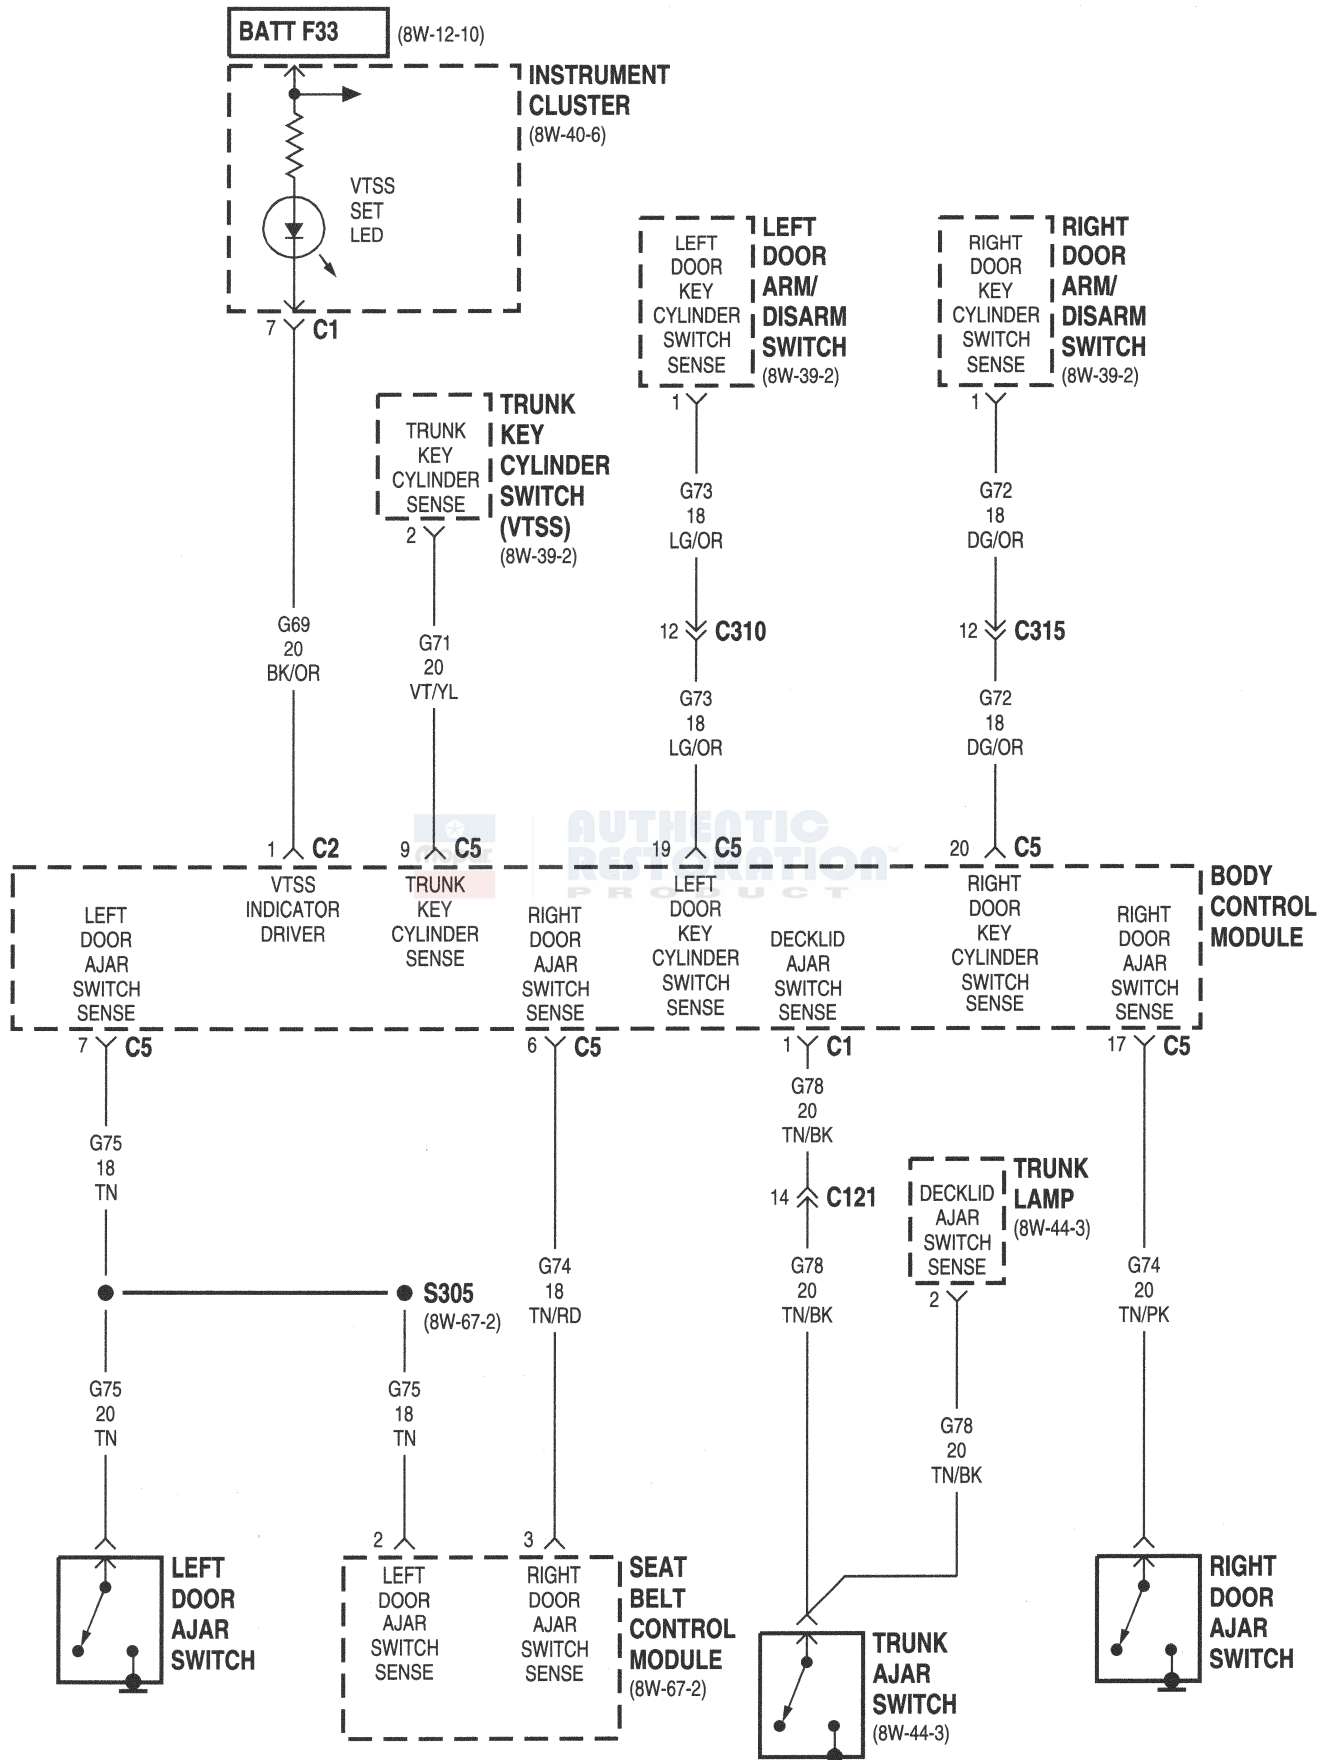 BATT F33
(8W-12-10)
INSTRUMENT
CLUSTER
(8W-40-6)
VTSS
SET
LED
7
C1
LEFT
DOOR
KEY
CYLINDER
SWITCH
SENSE
LEFT
DOOR
ARM/
DISARM
SWITCH
(8W-39-2)
1
RIGHT
DOOR
KEY
CYLINDER
SWITCH
SENSE
RIGHT
DOOR
ARM/
DISARM
SWITCH
(8W-39-2)
1
TRUNK
KEY
CYLINDER
SENSE
TRUNK
KEY
CYLINDER
SWITCH
(VTSS)
(8W-39-2)
2
G73
18
LG/OR
G72
18
DG/OR
G69
20
BK/OR
G71
20
VT/YL
12
C310
12
C315
G73
18
LG/OR
G72
18
DG/OR
AUTHENTIC
RESTORATION™
PRODUCT
Mopar
1
C2
9
C5
19
C5
20
C5
BODY
CONTROL
MODULE
LEFT
DOOR
AJAR
SWITCH
SENSE
VTSS
INDICATOR
DRIVER
TRUNK
KEY
CYLINDER
SENSE
RIGHT
DOOR
AJAR
SWITCH
SENSE
LEFT
DOOR
KEY
CYLINDER
SWITCH
SENSE
DECKLID
AJAR
SWITCH
SENSE
RIGHT
DOOR
KEY
CYLINDER
SWITCH
SENSE
RIGHT
DOOR
AJAR
SWITCH
SENSE
7
C5
6
C5
1
C1
17
C5
G78
20
TN/BK
G75
18
TN
14
C121
DECKLID
AJAR
SWITCH
SENSE
TRUNK
LAMP
(8W-44-3)
2
G74
18
TN/RD
G78
20
TN/BK
G74
20
TN/PK
S305
(8W-67-2)
G75
20
TN
G75
18
TN
G78
20
TN/BK
2
3
LEFT
DOOR
AJAR
SWITCH
LEFT
DOOR
AJAR
SWITCH
SENSE
RIGHT
DOOR
AJAR
SWITCH
SENSE
SEAT
BELT
CONTROL
MODULE
(8W-67-2)
TRUNK
AJAR
SWITCH
(8W-44-3)
RIGHT
DOOR
AJAR
SWITCH